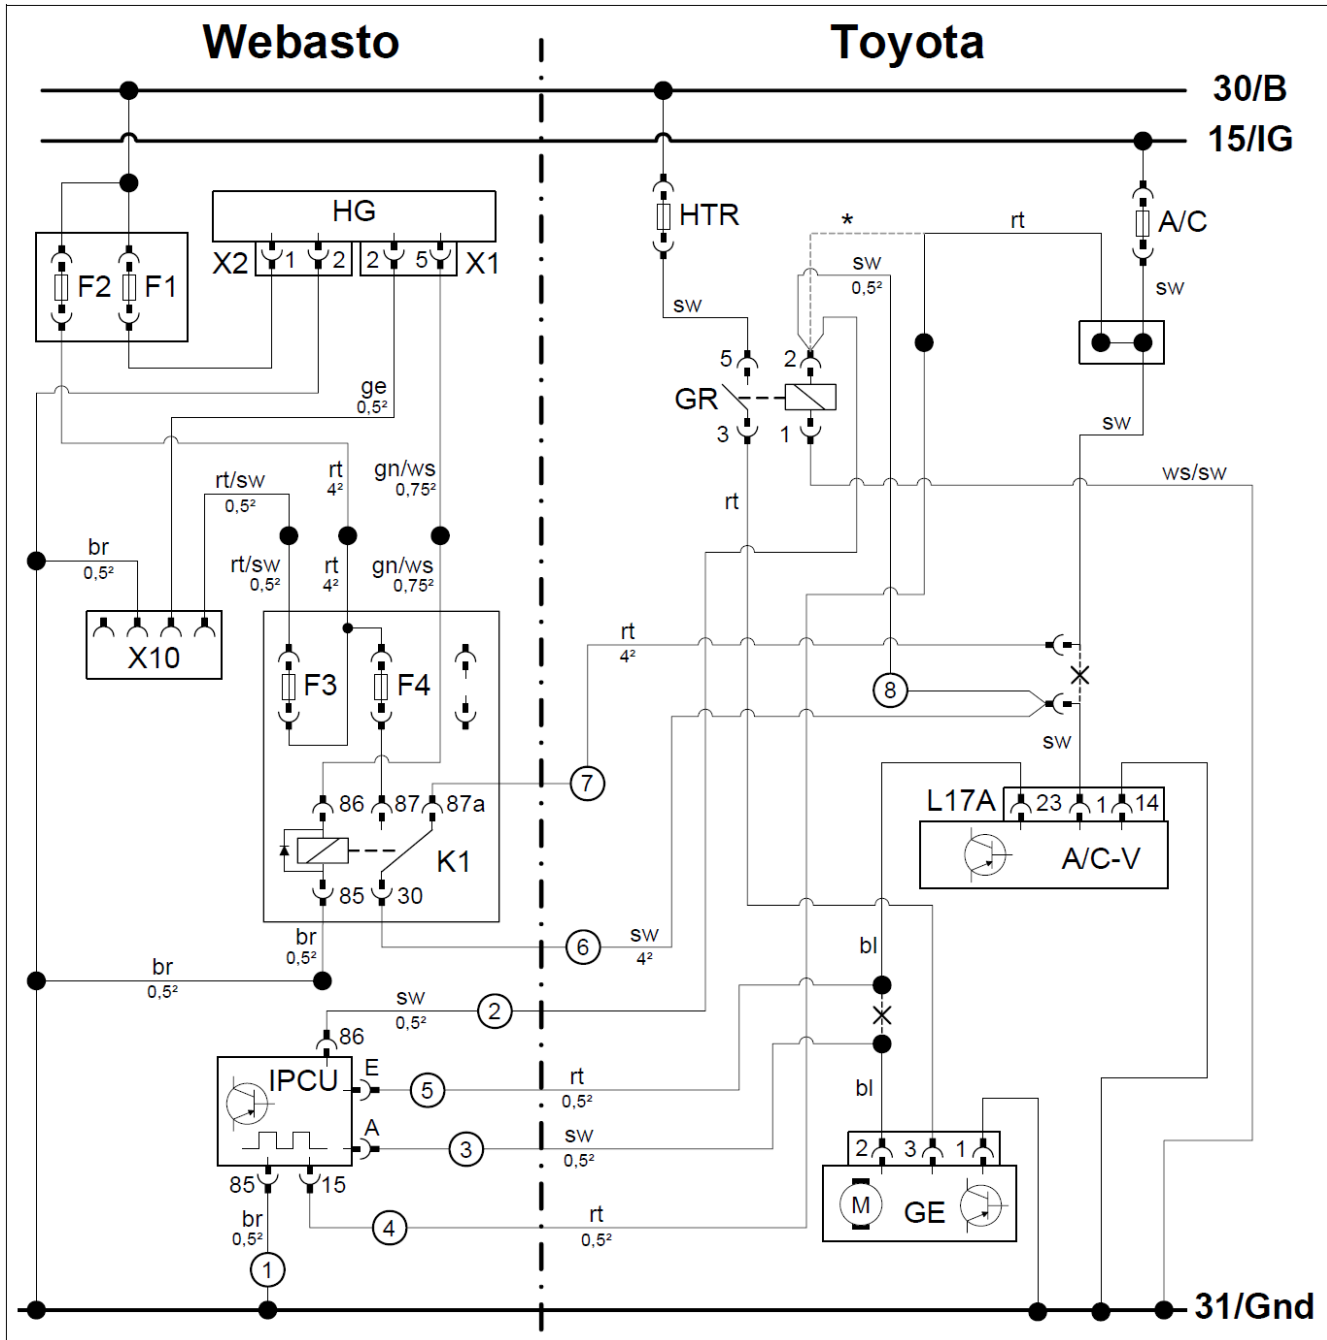 Webasto
Toyota
30/B
15/IG
HG
HTR
*
rt
A/C
X2 1 2 2 5 X1
F2 F1
sw
0,5²
sw
sw
5 2
ge
0,5²
GR
3 1
sw
rt/sw
0,5²
rt
4²
gn/ws
0,75²
rt
ws/sw
br
0,5²
rt/sw
0,5²
rt
4²
gn/ws
0,75²
X10
rt
4²
F3 F4
8
sw
7
86 87 87a
L17A 23 1 14
K1
A/C-V
85 30
br
0,5²
6
sw
4²
bl
br
0,5²
sw
0,5²
2
86
IPCU
E
5
rt
0,5²
bl
A
3
sw
0,5²
2 3 1
85 15
M
GE
br
0,5²
4
rt
0,5²
1
31/Gnd